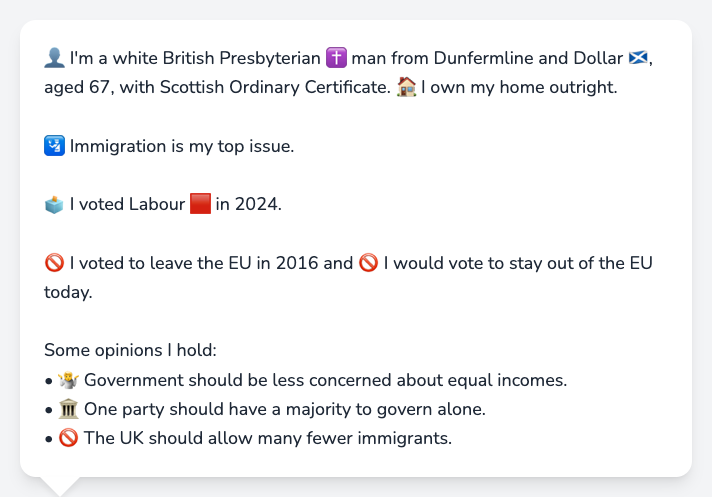 👤 I'm a white British Presbyterian ✝️ man from Dunfermline and Dollar 🏴󠁧󠁢󠁳󠁣󠁴󠁿,
aged 67, with Scottish Ordinary Certificate. 🏠 I own my home outright.
🛂 Immigration is my top issue.
🗳️ I voted Labour 🟥 in 2024.
🚫 I voted to leave the EU in 2016 and 🚫 I would vote to stay out of the EU
today.
Some opinions I hold:
• 🤷 Government should be less concerned about equal incomes.
• 🏛️ One party should have a majority to govern alone.
• 🚫 The UK should allow many fewer immigrants.